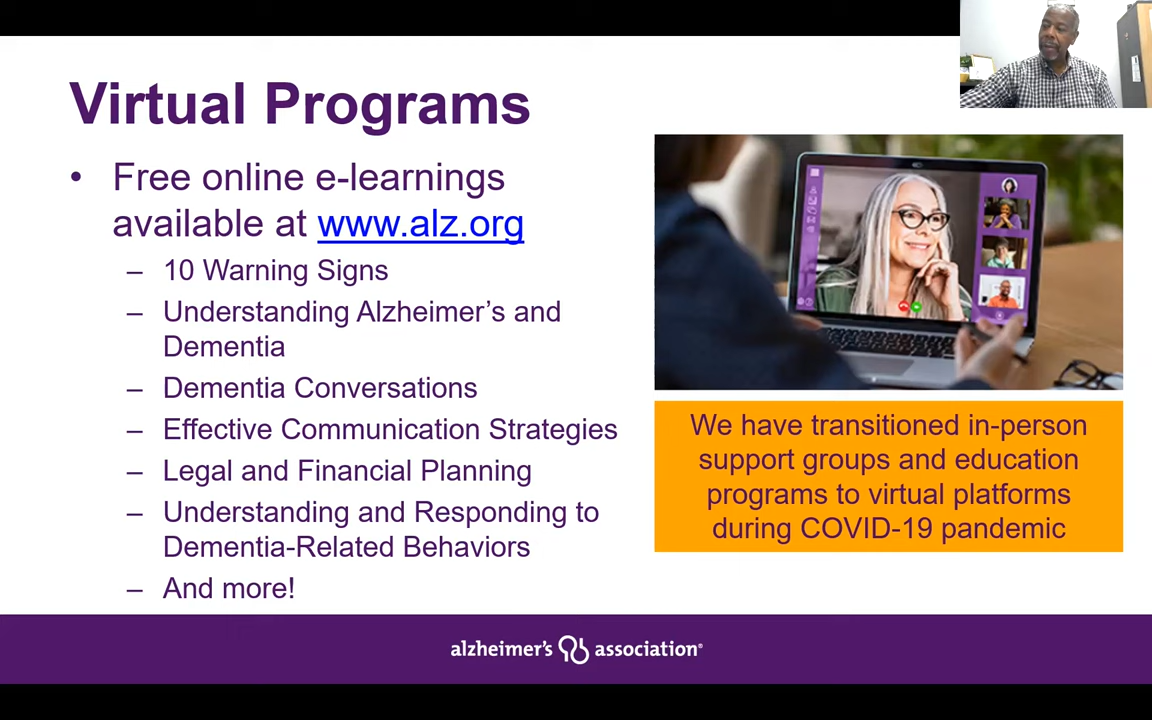 Virtual Programs
• Free online e-learnings
available at www.alz.org
– 10 Warning Signs
– Understanding Alzheimer’s and
Dementia
– Dementia Conversations
– Effective Communication Strategies
– Legal and Financial Planning
– Understanding and Responding to
Dementia-Related Behaviors
– And more!
We have transitioned in-person
support groups and education
programs to virtual platforms
during COVID-19 pandemic
alzheimer’s association®